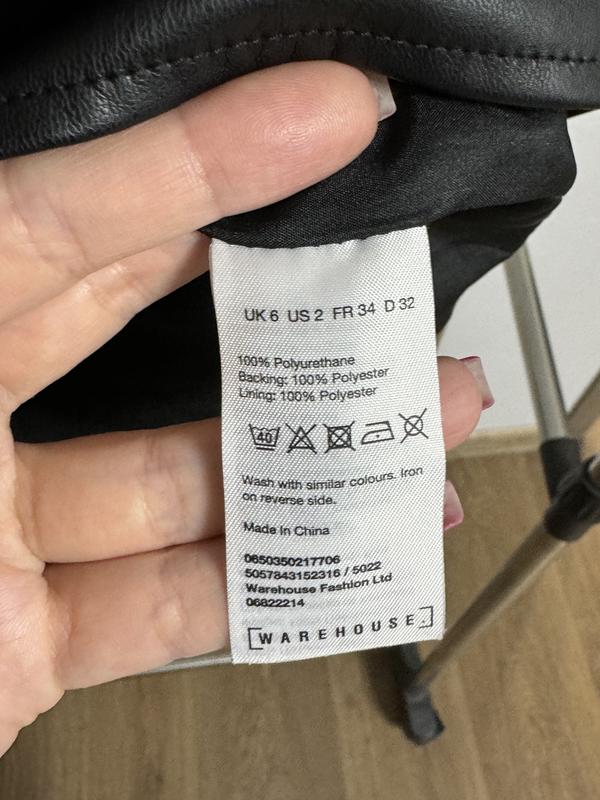 UK 6 US 2 FR 34 D 32
100% Polyurethane
Backing: 100% Polyester
Lining: 100% Polyester
40
Wash with similar colours. Iron
on reverse side.
Made In China
0650350217706
5057843152316 / 5022
Warehouse Fashion Ltd
06822214
[WAREHOUSE]